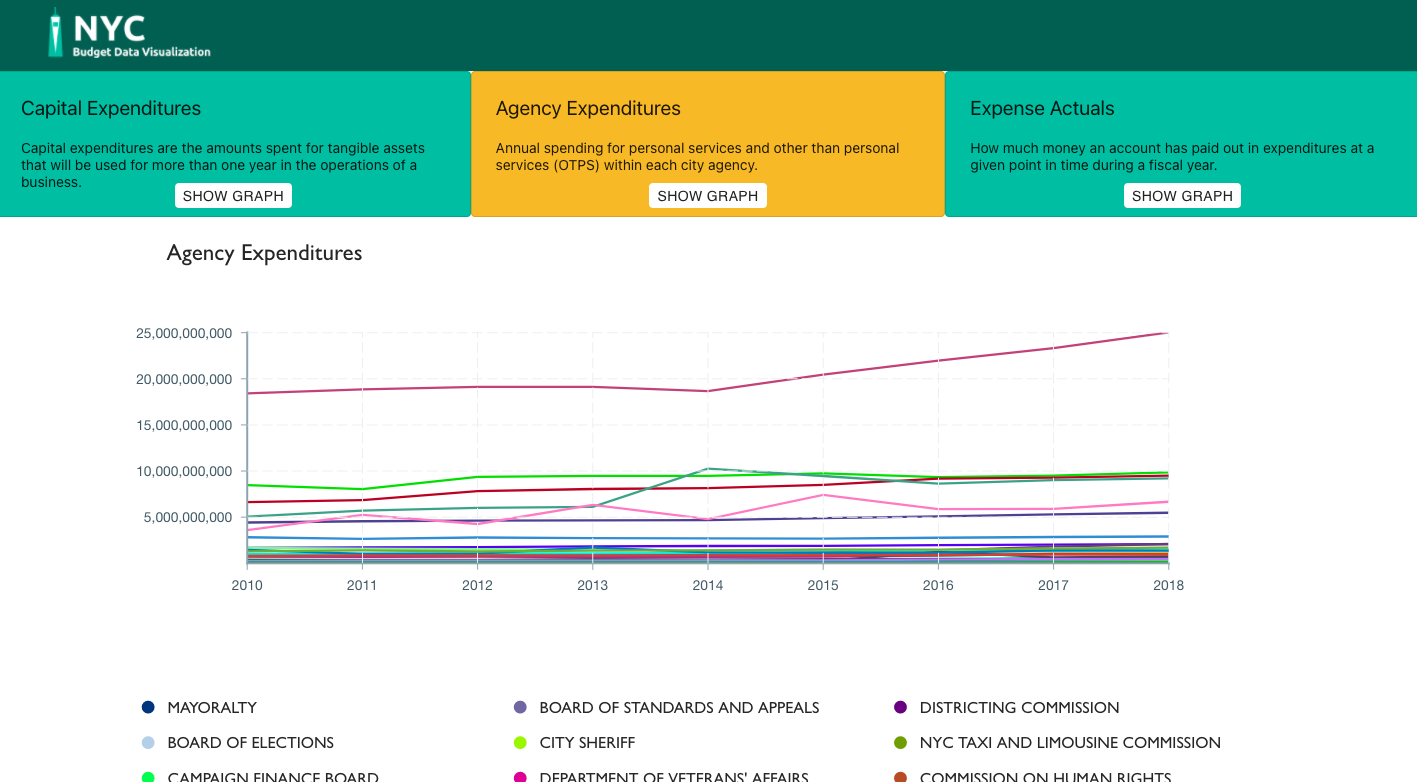 NYC
Budget Data Visualization
Capital Expenditures
Capital expenditures are the amounts spent for tangible assets
that will be used for more than one year in the operations of a
business.
SHOW GRAPH
Agency Expenditures
Annual spending for personal services and other than personal
services (OTPS) within each city agency.
SHOW GRAPH
Expense Actuals
How much money an account has paid out in expenditures at a
given point in time during a fiscal year.
SHOW GRAPH
Agency Expenditures
25,000,000,000
20,000,000,000
15,000,000,000
10,000,000,000
5,000,000,000
2010 2011 2012 2013 2014 2015 2016 2017 2018
MAYORALTY BOARD OF STANDARDS AND APPEALS DISTRICTING COMMISSION
BOARD OF ELECTIONS CITY SHERIFF NYC TAXI AND LIMOUSINE COMMISSION
CAMPAIGN FINANCE BOARD DEPARTMENT OF VETERANS' AFFAIRS COMMISSION ON HUMAN RIGHTS